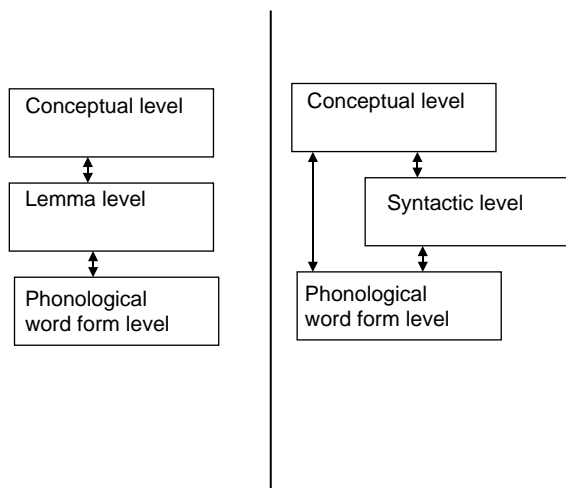 Conceptual level
Lemma level
Phonological
word form level
Conceptual level
Syntactic level
Phonological
word form level